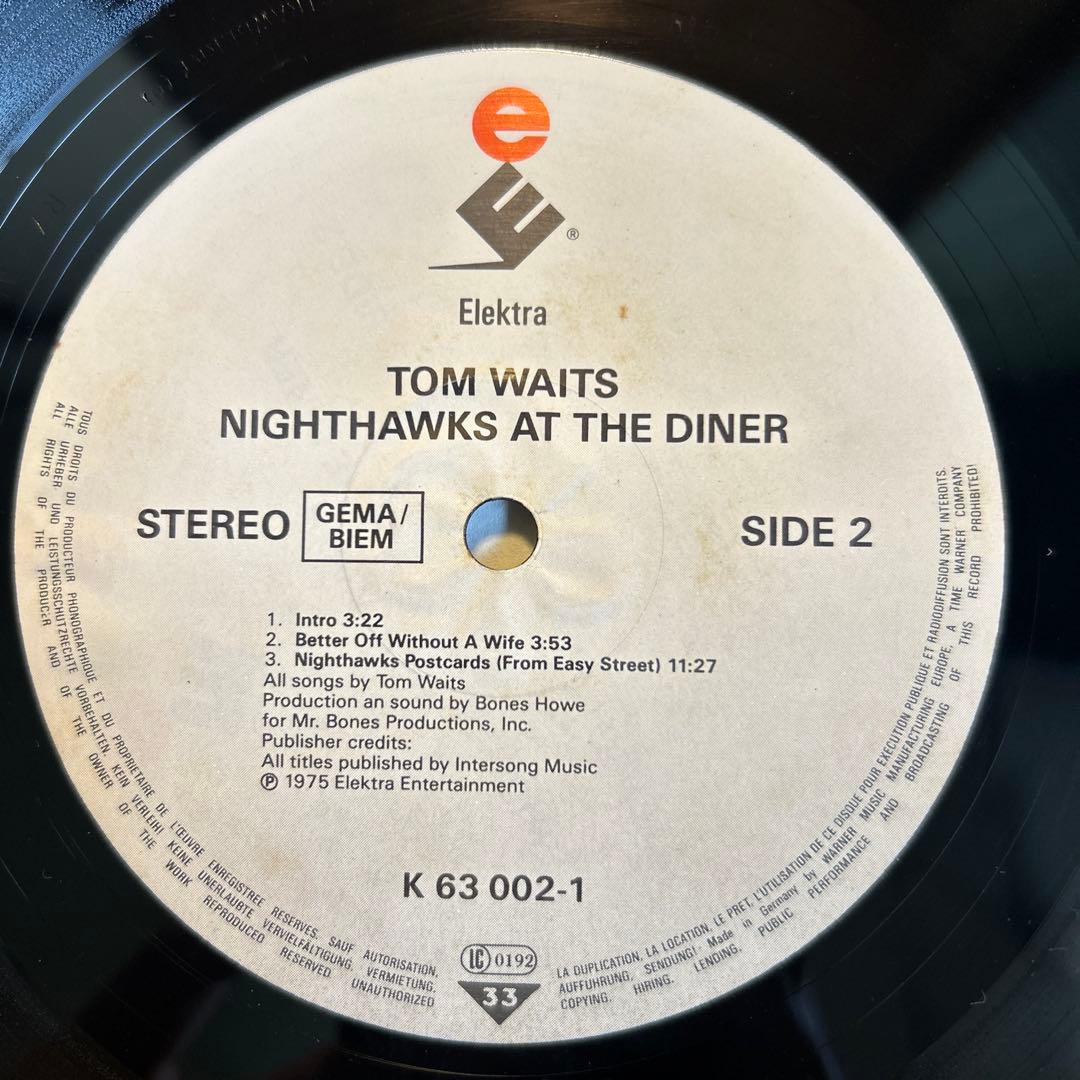 e
E ®
Elektra
TOM WAITS
NIGHTHAWKS AT THE DINER
STEREO
GEMA/
BIEM
SIDE 2
1. Intro 3:22
2. Better Off Without A Wife 3:53
3. Nighthawks Postcards (From Easy Street) 11:27
All songs by Tom Waits
Production an sound by Bones Howe
for Mr. Bones Productions, Inc.
Publisher credits:
All titles published by Intersong Music
℗ 1975 Elektra Entertainment
K 63 002-1
LC 0192
33
TOUS DROITS DU PRODUCTEUR PHONOGRAPHIQUE ET DU PROPRIETAIRE DE L'ŒUVRE ENREGISTREE RESERVES. SAUF AUTORISATION, LA DUPLICATION, LA LOCATION, LE PRET, L'UTILISATION DE CE DISQUE POUR EXECUTION PUBLIQUE ET RADIODIFFUSION SONT INTERDITS.
ALLE URHEBER UND LEISTUNGSSCHUTZRECHTE VORBEHALTEN. KEIN VERLEIH! KEINE UNERLAUBTE VERVIELFÄLTIGUNG, VERMIETUNG, AUFFUHRUNG, SENDUNG! Made in Germany by WARNER MUSIC MANUFACTURING EUROPE, A TIME WARNER COMPANY
ALL RIGHTS OF THE PRODUCER AND OF THE OWNER OF THE WORK REPRODUCED RESERVED. UNAUTHORIZED COPYING, HIRING, LENDING, PUBLIC PERFORMANCE AND BROADCASTING OF THIS RECORD PROHIBITED!